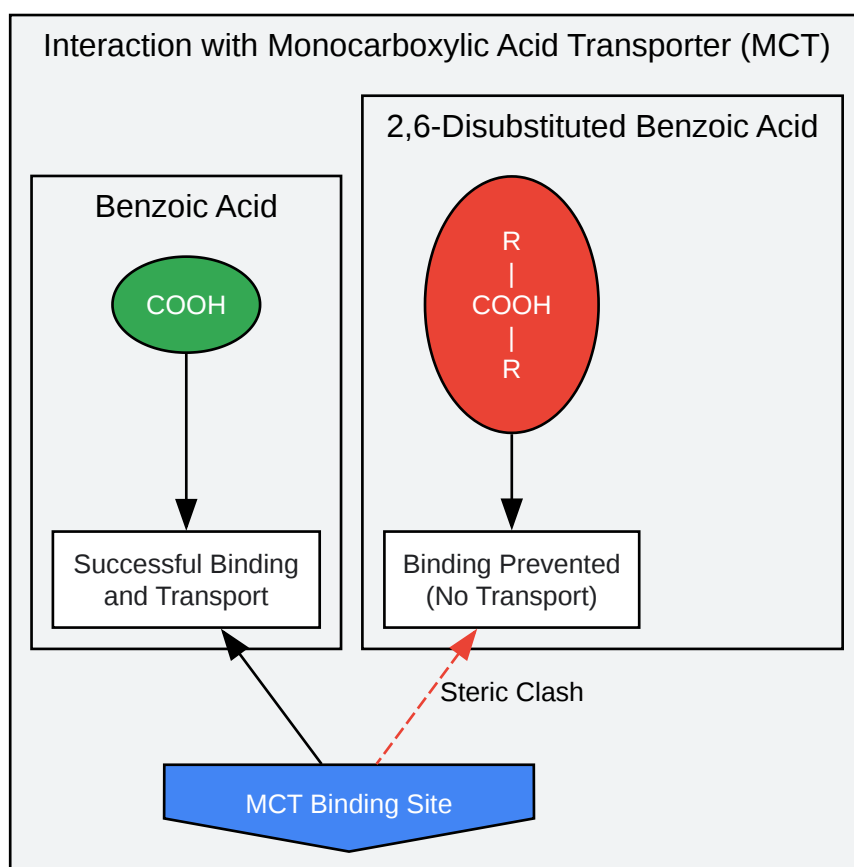 Interaction with Monocarboxylic Acid Transporter (MCT)
Benzoic Acid
COOH
Successful Binding
and Transport
2,6-Disubstituted Benzoic Acid
R
|
COOH
|
R
Binding Prevented
(No Transport)
Steric Clash
MCT Binding Site